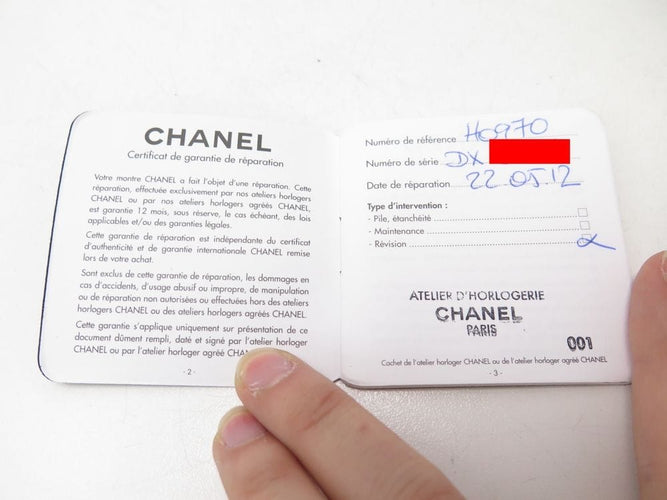 CHANEL
Certificat de garantie de réparation
Votre montre CHANEL a fait l'objet d'une réparation. Cette
réparation, effectuée exclusivement par nos ateliers horlogers
CHANEL ou par nos ateliers horlogers agréés CHANEL,
est garantie 12 mois, sous réserve, le cas échéant, des lois
applicables et/ou des garanties légales.
Cette garantie de réparation est indépendante du certificat
d'authenticité et de garantie internationale CHANEL remise
lors de votre achat.
Sont exclus de cette garantie de réparation, les dommages en
cas d'accidents, d'usage abusif ou impropre, de manipulation
ou de réparation non autorisées ou effectuées hors des ateliers
horlogers CHANEL ou des ateliers horlogers agréés CHANEL.
Cette garantie s'applique uniquement sur présentation de ce
document dûment rempli, daté et signé par l'atelier horloger
CHANEL ou par l'atelier horloger agréé CHAN
- 2 -
Numéro de référence H0970
Numéro de série DX
Date de réparation 22.05.12
Type d'intervention :
- Pile, étanchéité
- Maintenance
- Révision
ATELIER D'HORLOGERIE
CHANEL
PARIS
001
Cachet de l'atelier horloger CHANEL ou de l'atelier horloger agréé CHANEL
- 3 -